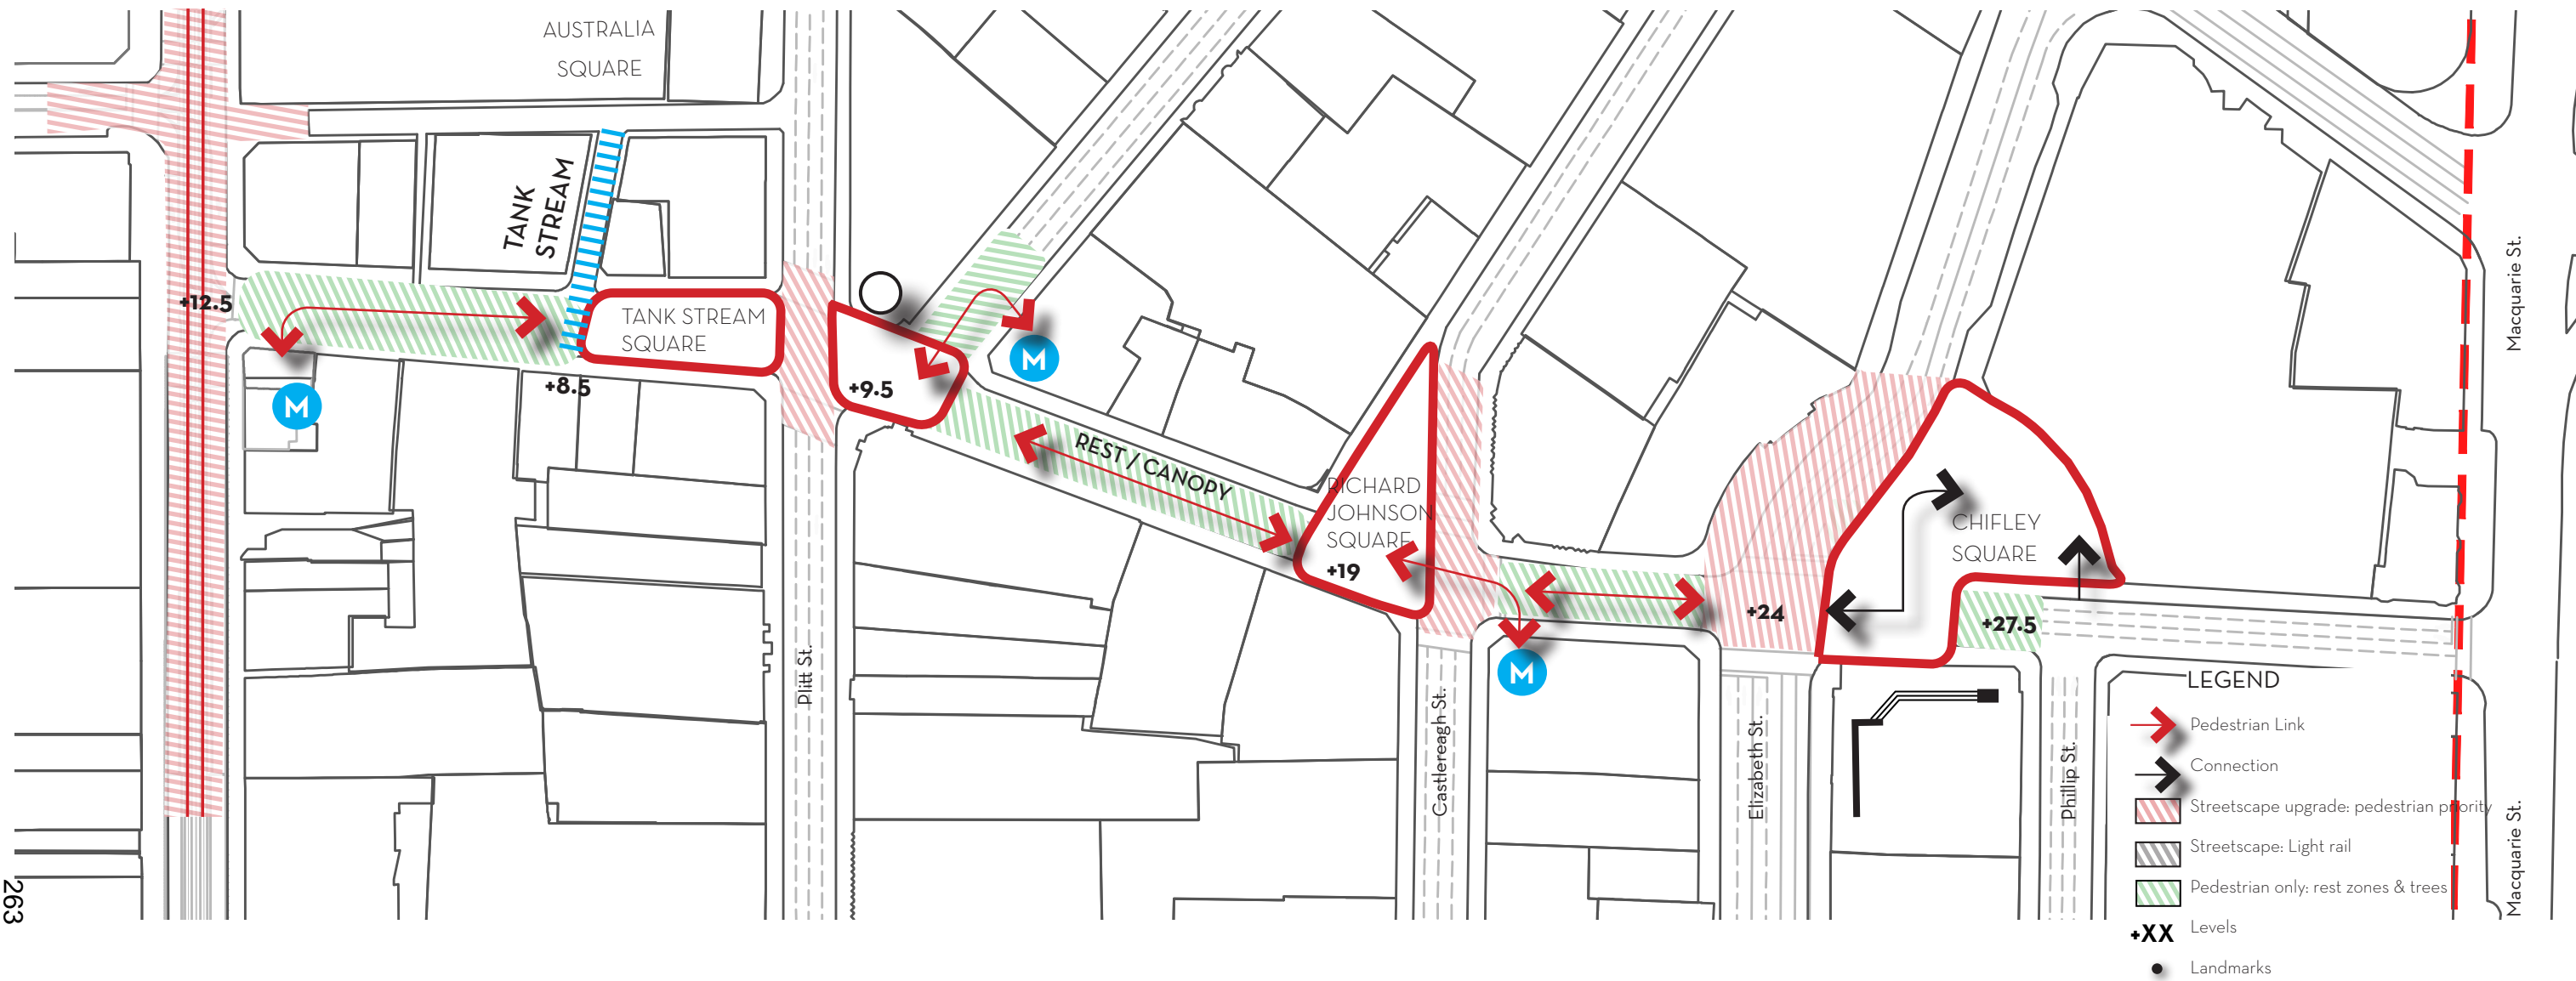 AUSTRALIA
SQUARE
TANK
STREAM
+12.5
TANK STREAM
SQUARE
+8.5
M
+9.5
M
REST / CANOPY
RICHARD
JOHNSON
SQUARE
+19
M
+24
CHIFLEY
SQUARE
+27.5
Plitt St.
Castlereagh St.
Elizabeth St.
Phillip St.
Macquarie St.
Macquarie St.
LEGEND
Pedestrian Link
Connection
Streetscape upgrade: pedestrian priority
Streetscape: Light rail
Pedestrian only: rest zones & trees
+XX Levels
Landmarks
263